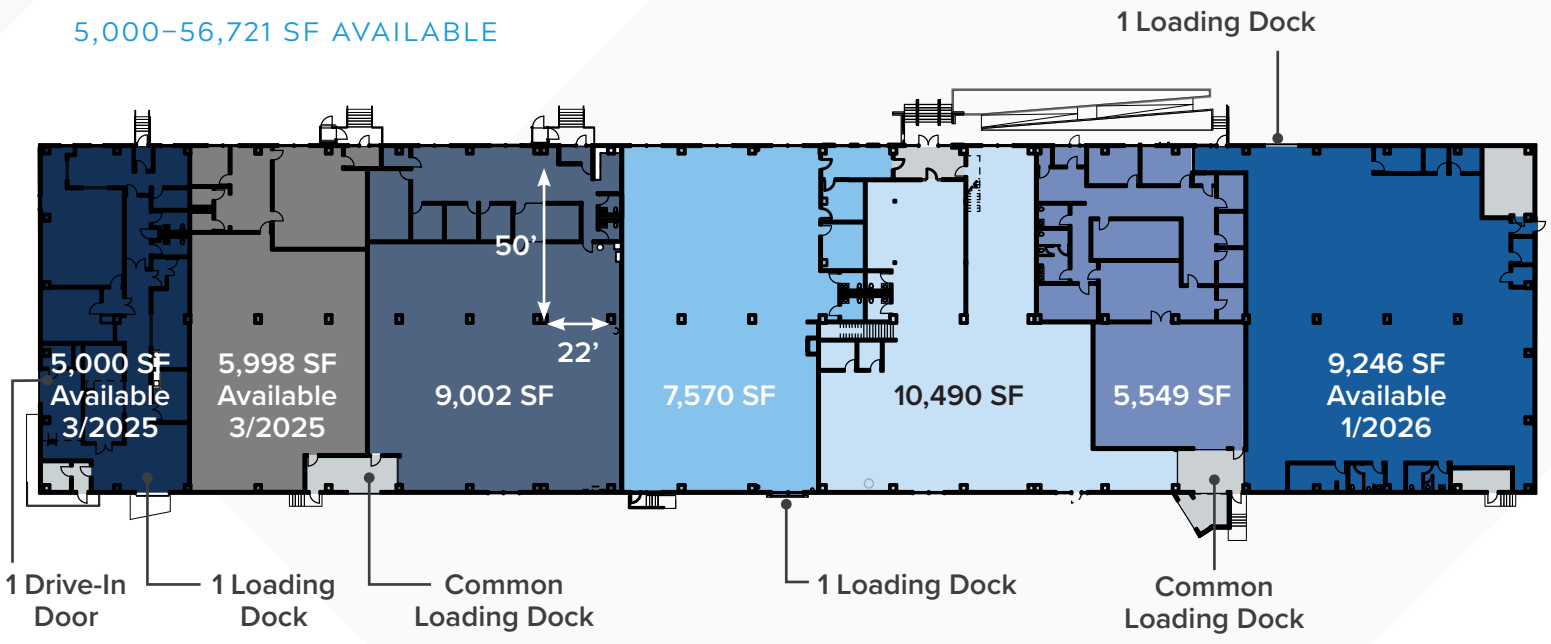 5,000–56,721 SF AVAILABLE
1 Loading Dock
50’
22’
5,000 SF
Available
3/2025
5,998 SF
Available
3/2025
9,002 SF
7,570 SF
10,490 SF
5,549 SF
9,246 SF
Available
1/2026
1 Drive-In
Door
1 Loading
Dock
Common
Loading Dock
1 Loading Dock
Common
Loading Dock